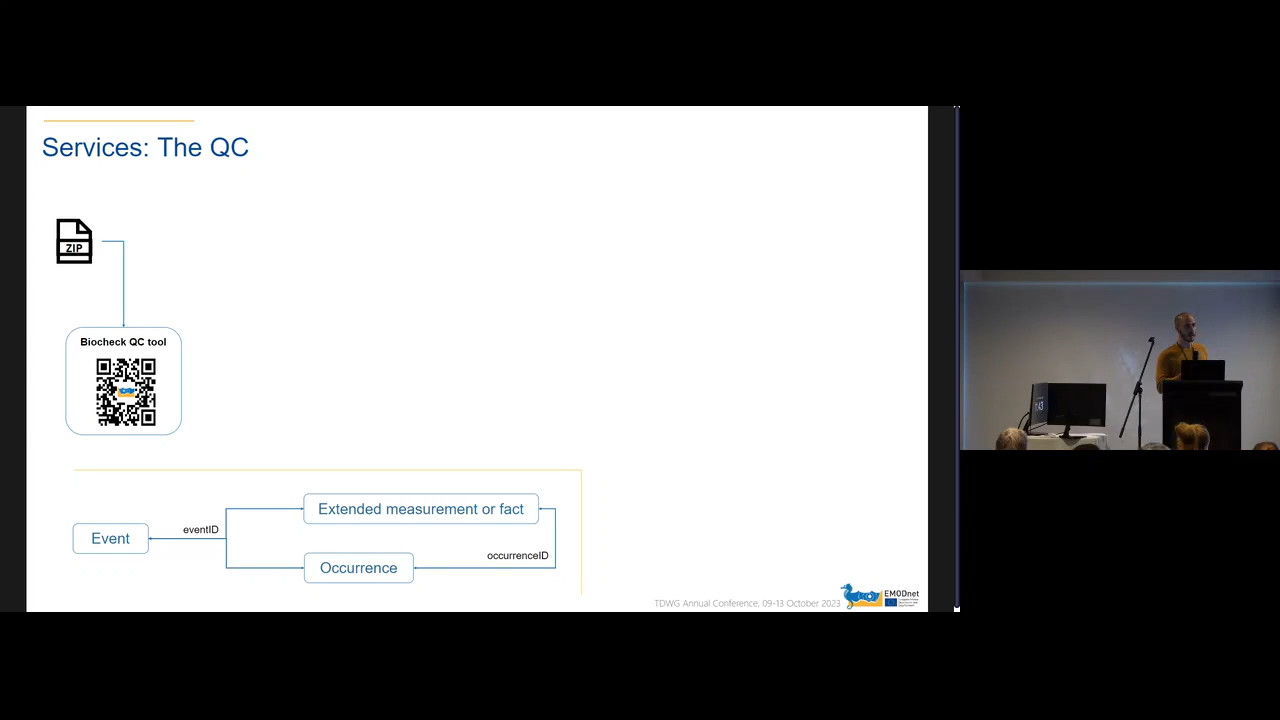 Services: The QC
ZIP
Biocheck QC tool
Extended measurement or fact
eventID
Event
occurrenceID
Occurrence
TDWG Annual Conference, 09-13 October 2023
EMODnet
43